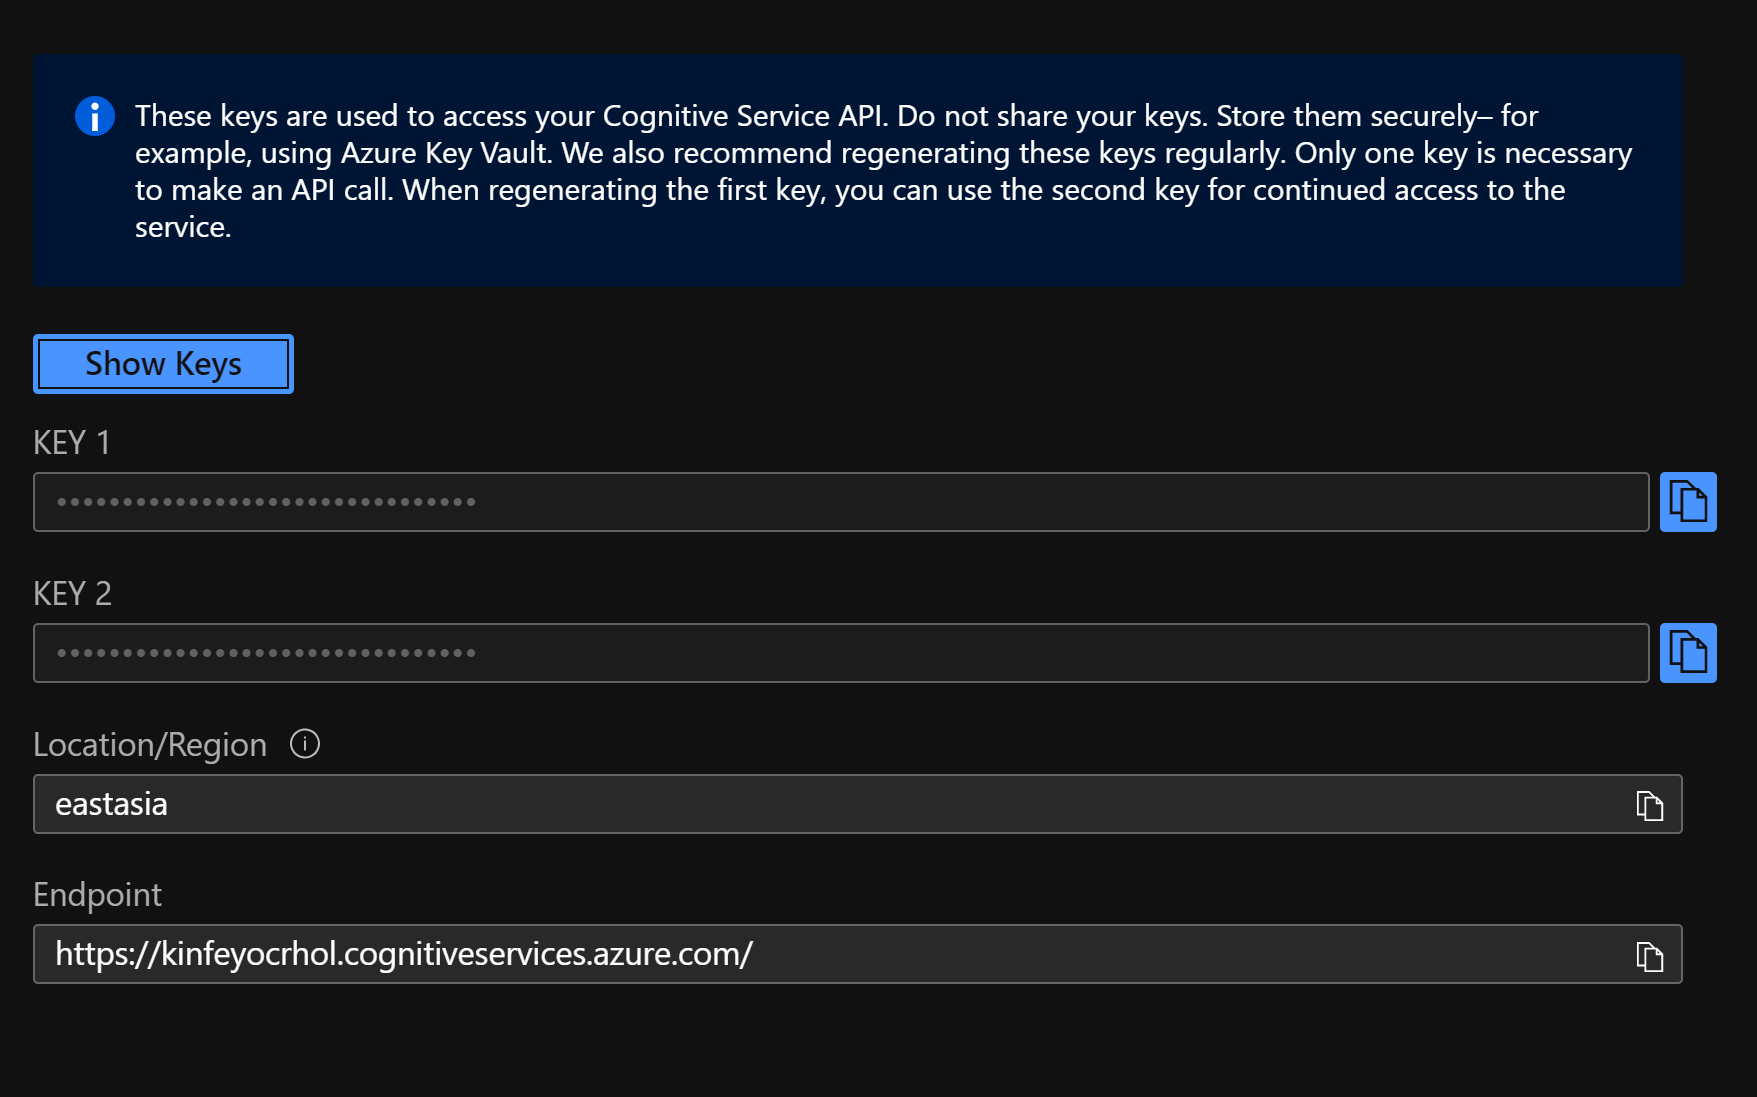 These keys are used to access your Cognitive Service API. Do not share your keys. Store them securely– for
example, using Azure Key Vault. We also recommend regenerating these keys regularly. Only one key is necessary
to make an API call. When regenerating the first key, you can use the second key for continued access to the
service.
Show Keys
KEY 1
••••••••••••••••••••••••••••••••
KEY 2
••••••••••••••••••••••••••••••••
Location/Region
eastasia
Endpoint
https://kinfeyocrhol.cognitiveservices.azure.com/